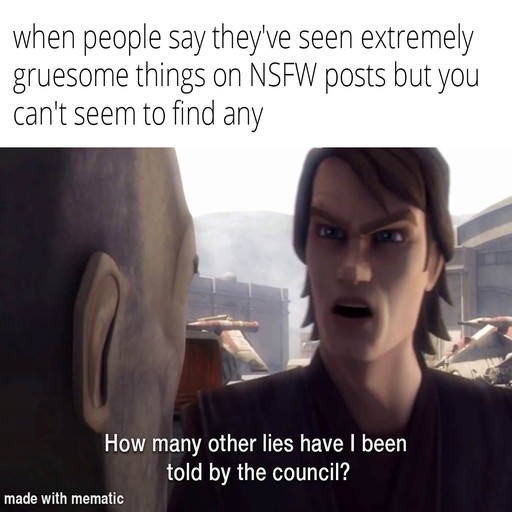 when people say they've seen extremely
gruesome things on NSFW posts but you
can't seem to find any
How many other lies have I been
told by the council?
made with mematic